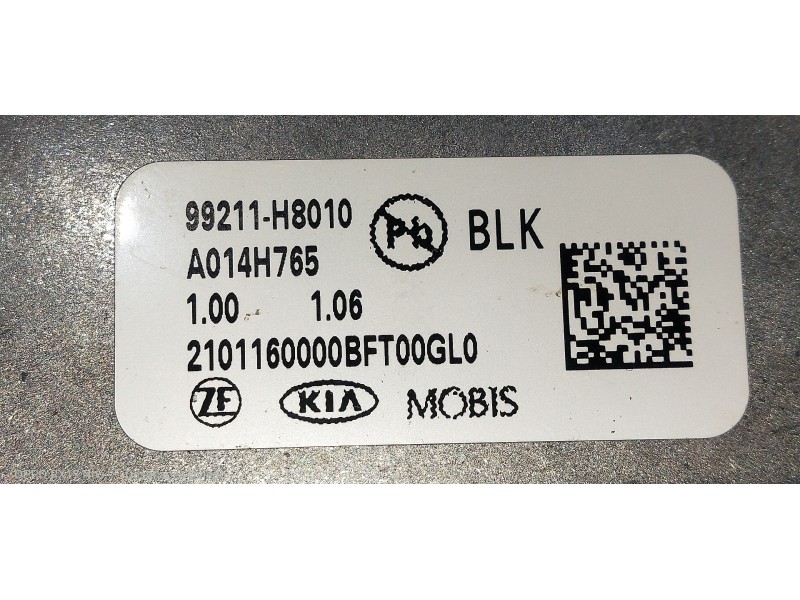 99211-H8010
Pb
BLK
A014H765
1.00 1.06
2101160000BFT00GL0
ZF KIA MOBIS